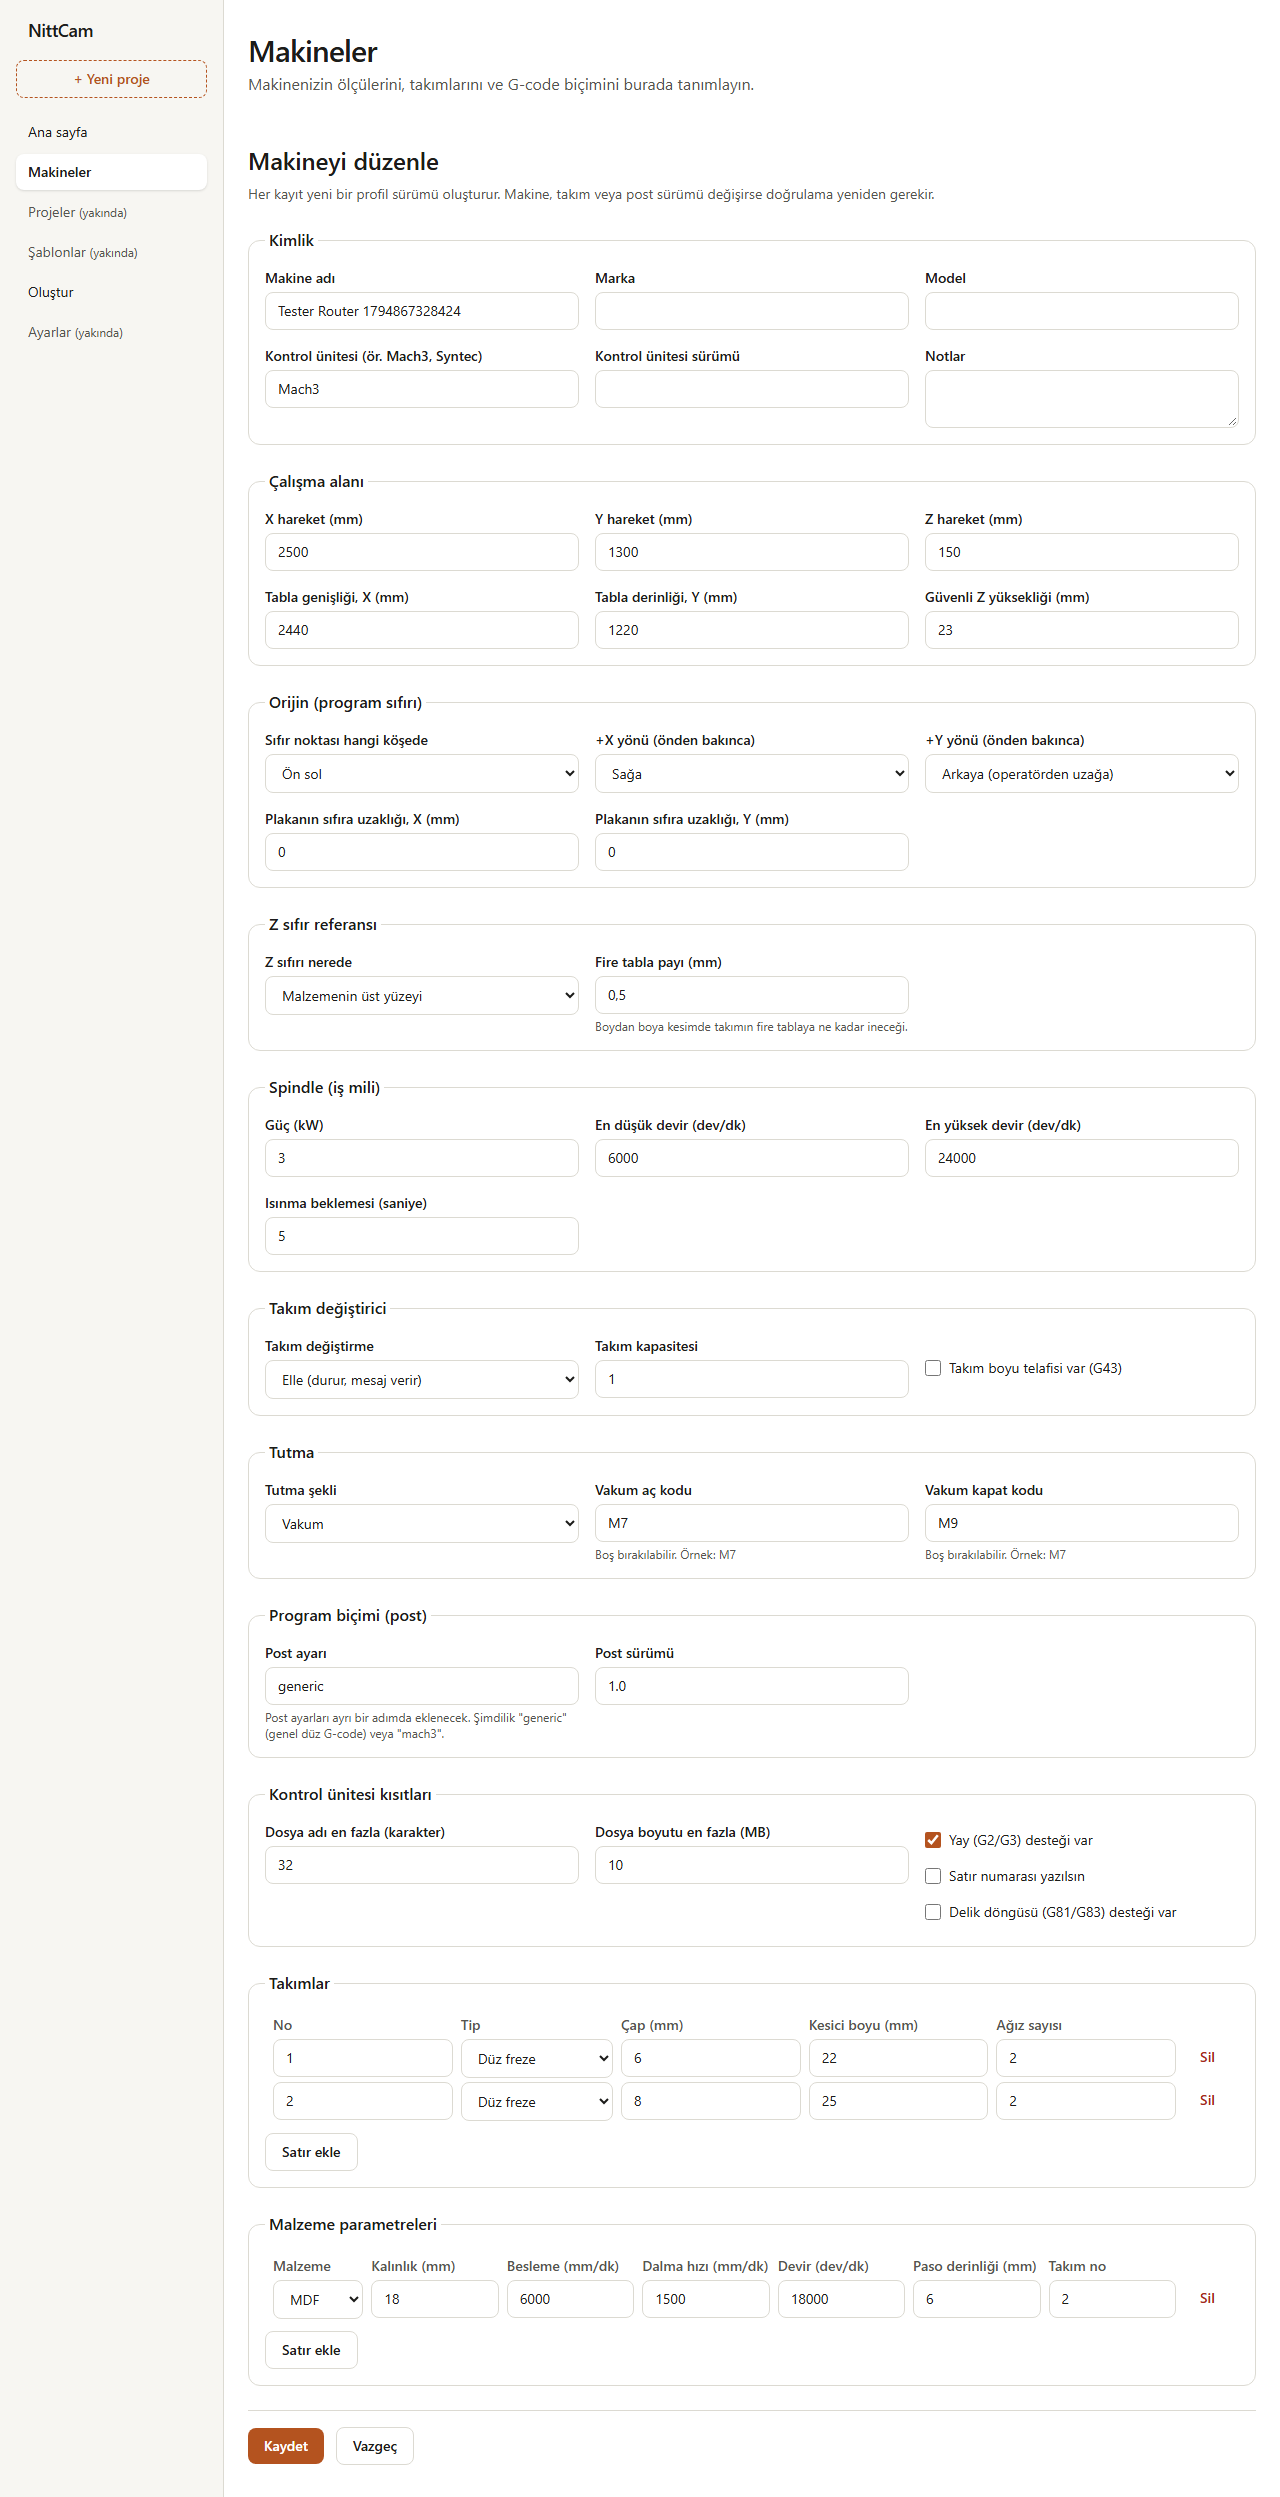 NittCam
+ Yeni proje
Ana sayfa
Makineler
Projeler (yakında)
Şablonlar (yakında)
Oluştur
Ayarlar (yakında)
Makineler
Makinenizin ölçülerini, takımlarını ve G-code biçimini burada tanımlayın.
Makineyi düzenle
Her kayıt yeni bir profil sürümü oluşturur. Makine, takım veya post sürümü değişirse doğrulama yeniden gerekir.
Kimlik
Makine adı Marka Model
Tester Router 1794867328424
Kontrol ünitesi (ör. Mach3, Syntec) Kontrol ünitesi sürümü Notlar
Mach3
Çalışma alanı
X hareket (mm) Y hareket (mm) Z hareket (mm)
2500 1300 150
Tabla genişliği, X (mm) Tabla derinliği, Y (mm) Güvenli Z yüksekliği (mm)
2440 1220 23
Orijin (program sıfırı)
Sıfır noktası hangi köşede +X yönü (önden bakınca) +Y yönü (önden bakınca)
Ön sol Sağa Arkaya (operatörden uzağa)
Plakanın sıfıra uzaklığı, X (mm) Plakanın sıfıra uzaklığı, Y (mm)
0 0
Z sıfır referansı
Z sıfırı nerede Fire tabla payı (mm)
Malzemenin üst yüzeyi 0,5
Boydan boya kesimde takımın fire tablaya ne kadar ineceği.
Spindle (iş mili)
Güç (kW) En düşük devir (dev/dk) En yüksek devir (dev/dk)
3 6000 24000
Isınma beklemesi (saniye)
5
Takım değiştirici
Takım değiştirme Takım kapasitesi
Elle (durur, mesaj verir) 1 Takım boyu telafisi var (G43)
Tutma
Tutma şekli Vakum aç kodu Vakum kapat kodu
Vakum M7 M9
Boş bırakılabilir. Örnek: M7 Boş bırakılabilir. Örnek: M7
Program biçimi (post)
Post ayarı Post sürümü
generic 1.0
Post ayarları ayrı bir adımda eklenecek. Şimdilik "generic"
(genel düz G-code) veya "mach3".
Kontrol ünitesi kısıtları
Dosya adı en fazla (karakter) Dosya boyutu en fazla (MB)
32 10
Yay (G2/G3) desteği var
Satır numarası yazılsın
Delik döngüsü (G81/G83) desteği var
Takımlar
No Tip Çap (mm) Kesici boyu (mm) Ağız sayısı
1 Düz freze 6 22 2 Sil
2 Düz freze 8 25 2 Sil
Satır ekle
Malzeme parametreleri
Malzeme Kalınlık (mm) Besleme (mm/dk) Dalma hızı (mm/dk) Devir (dev/dk) Paso derinliği (mm) Takım no
MDF 18 6000 1500 18000 6 2 Sil
Satır ekle
Kaydet Vazgeç